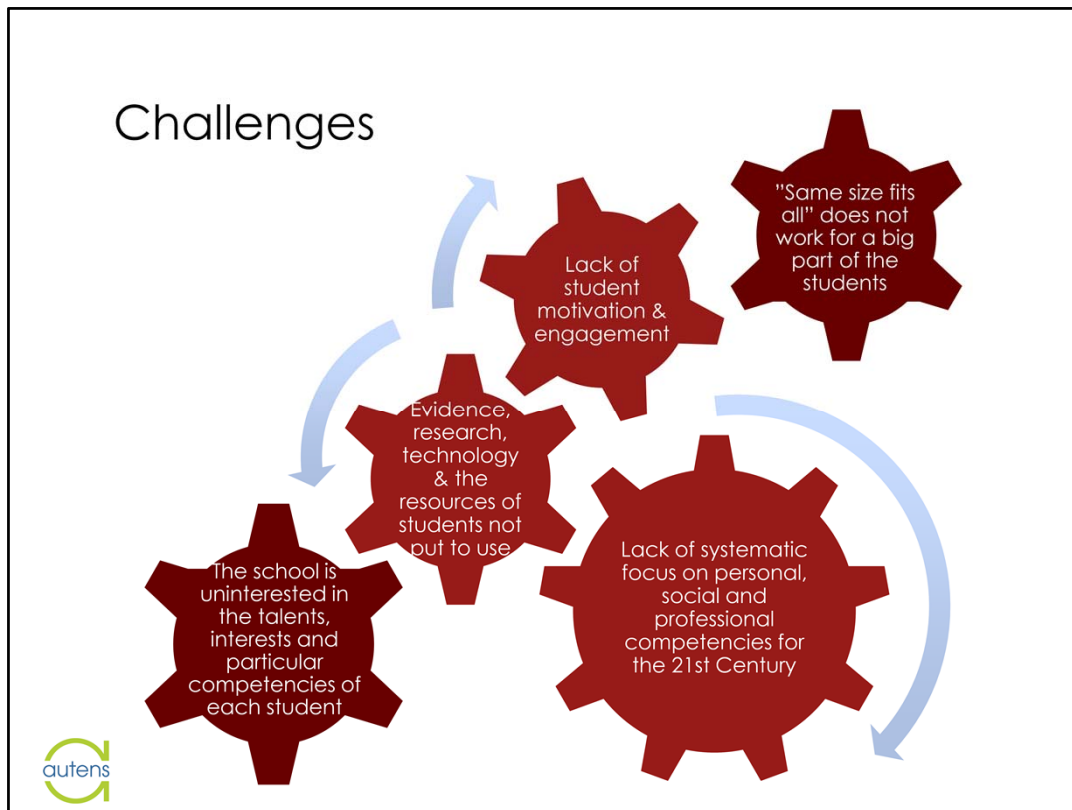 Challenges
”Same size fits
all” does not
work for a big
part of the
students
Lack of
student
motivation &
engagement
Evidence,
research,
technology
& the
resources of
students not
put to use
Lack of systematic
focus on personal,
social and
professional
competencies for
the 21st Century
The school is
uninterested in
the talents,
interests and
particular
competencies of
each student
autens